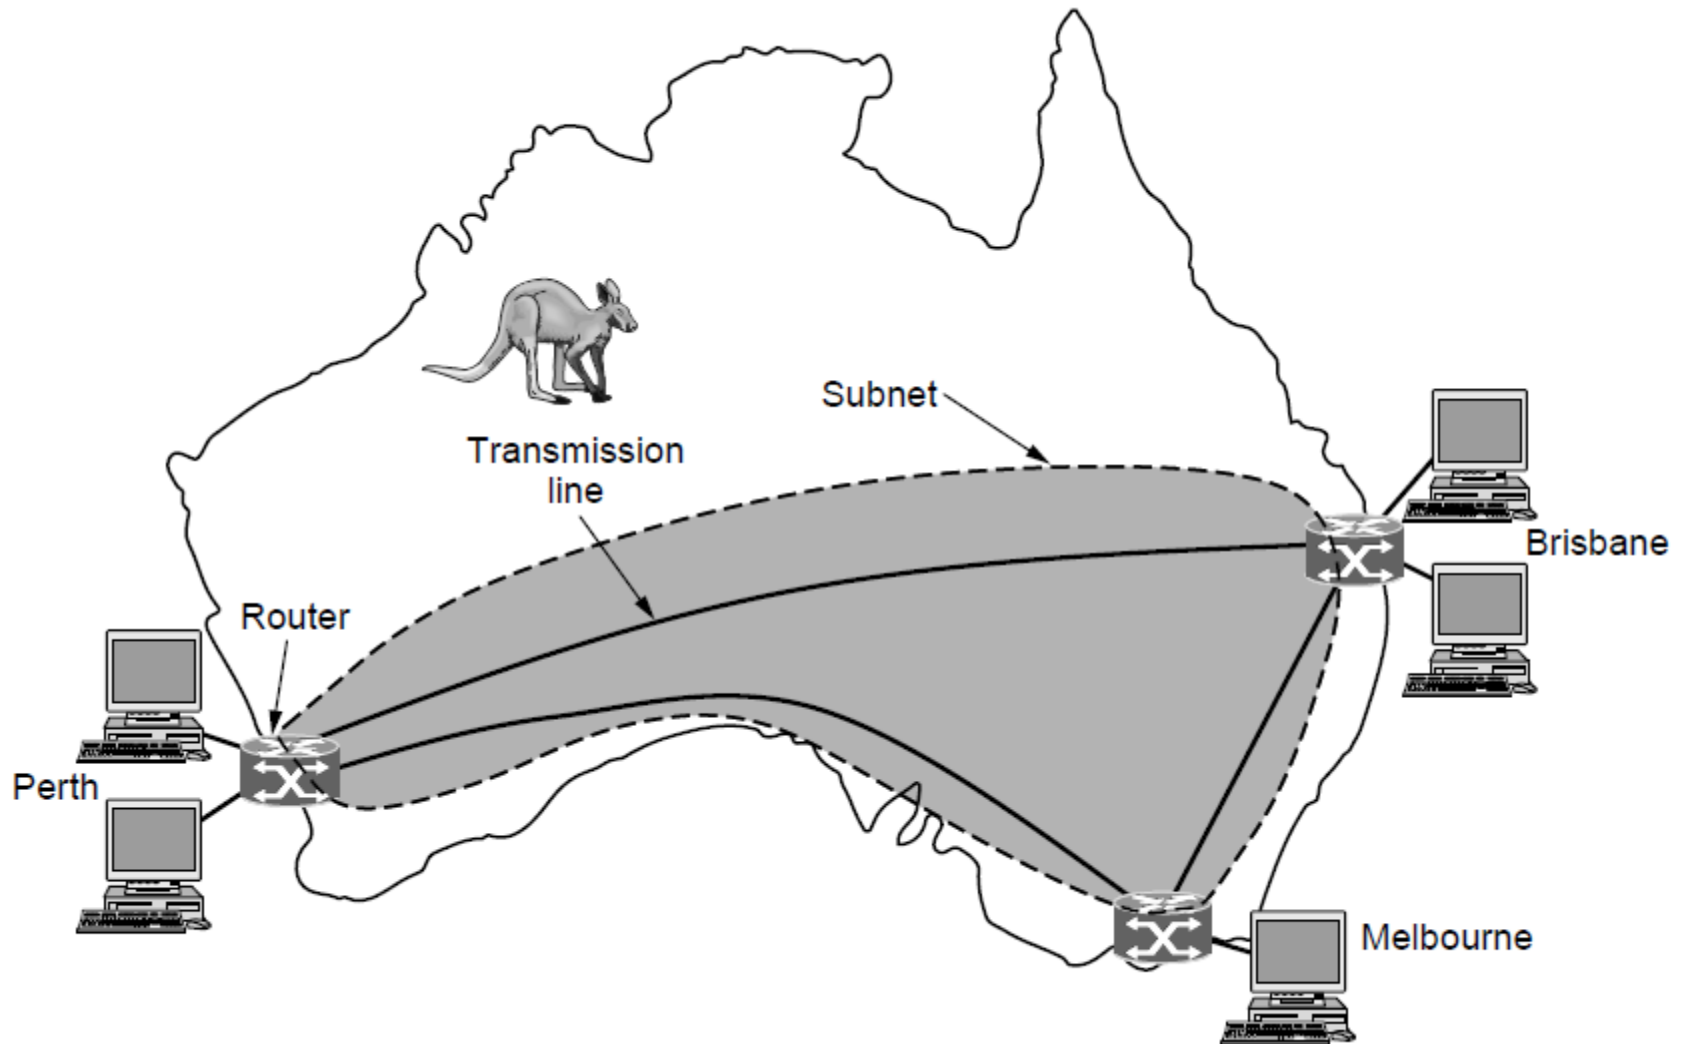 Subnet
Transmission
line
Brisbane
Router
Perth
Melbourne